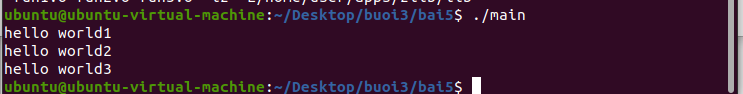 ubuntu@ubuntu-virtual-machine:~/Desktop/buoi3/bai5$ ./main
hello world1
hello world2
hello world3
ubuntu@ubuntu-virtual-machine:~/Desktop/buoi3/bai5$